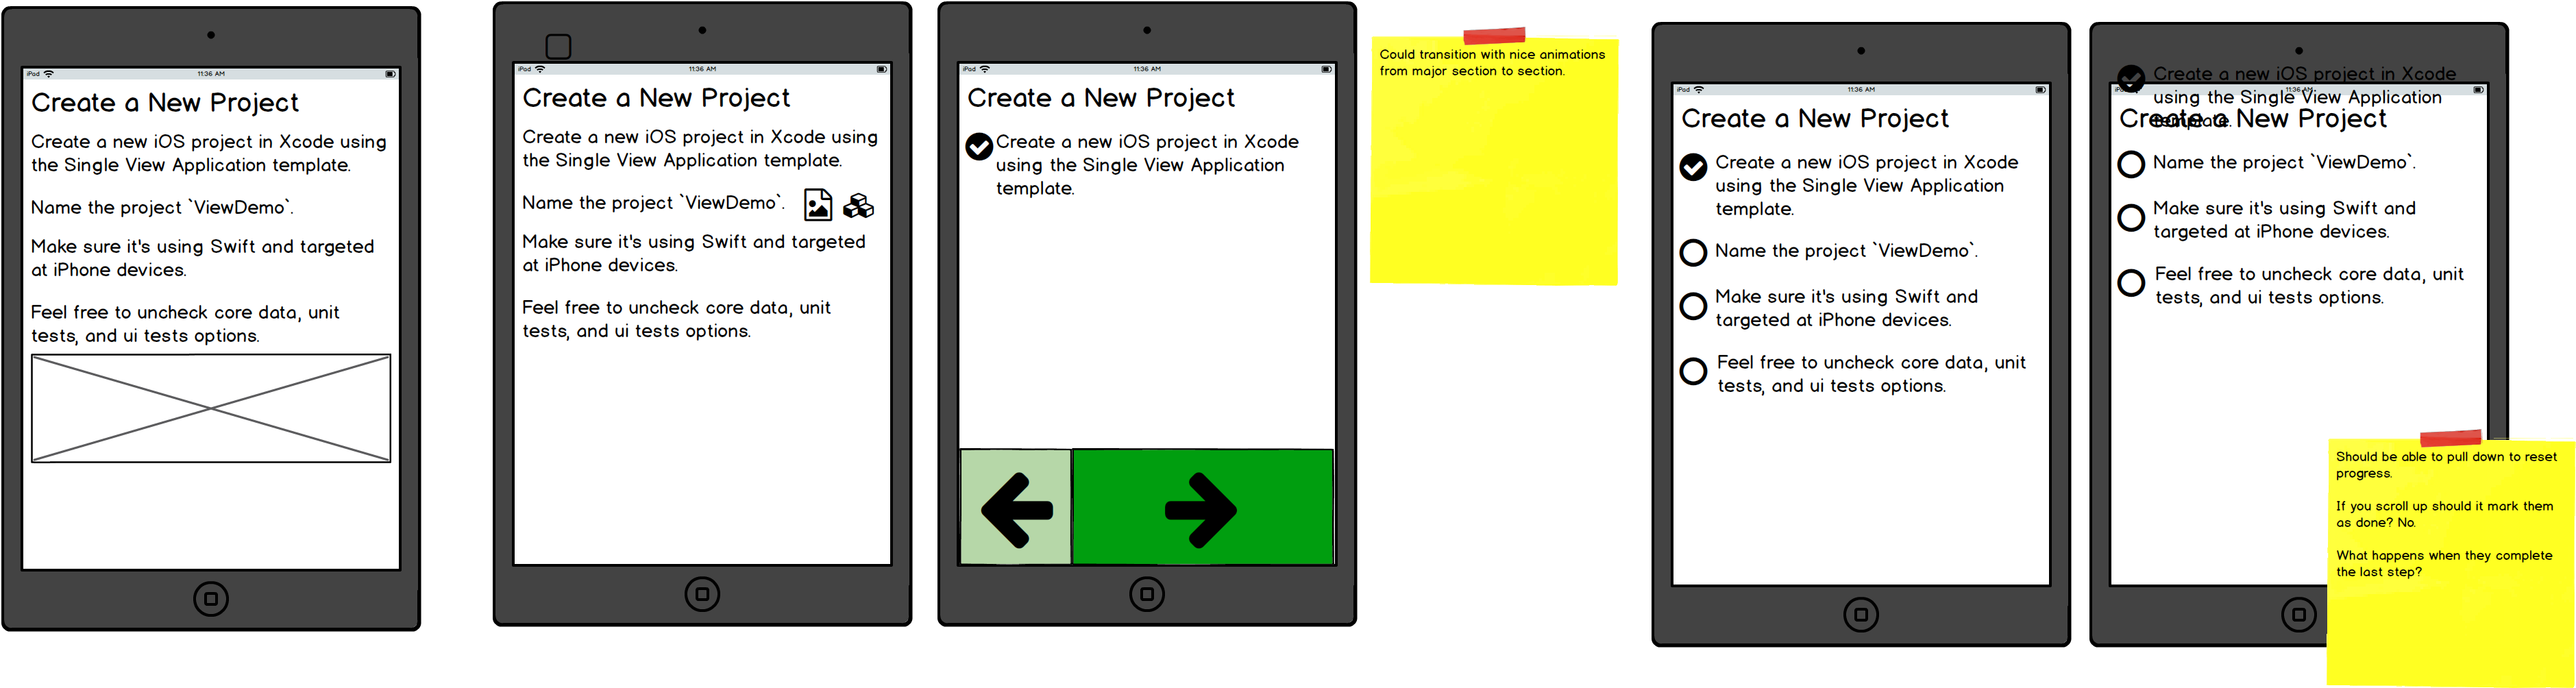 iPad
11:36 AM
Create a New Project
Create a new iOS project in Xcode using
the Single View Application template.
Name the project `ViewDemo`.
Make sure it's using Swift and targeted
at iPhone devices.
Feel free to uncheck core data, unit
tests, and ui tests options.
iPad
11:36 AM
Create a New Project
Create a new iOS project in Xcode using
the Single View Application template.
Name the project `ViewDemo`.
Make sure it's using Swift and targeted
at iPhone devices.
Feel free to uncheck core data, unit
tests, and ui tests options.
iPad
11:36 AM
Create a New Project
Create a new iOS project in Xcode
using the Single View Application
template.
Could transition with nice animations
from major section to section.
iPad
11:36 AM
Create a New Project
Create a new iOS project in Xcode
using the Single View Application
template.
Name the project `ViewDemo`.
Make sure it's using Swift and
targeted at iPhone devices.
Feel free to uncheck core data, unit
tests, and ui tests options.
Create a new iOS project in Xcode
iPad
11:36 AM
using the Single View Application
template.
Create a New Project
Name the project `ViewDemo`.
Make sure it's using Swift and
targeted at iPhone devices.
Feel free to uncheck core data, unit
tests, and ui tests options.
Should be able to pull down to reset
progress.
If you scroll up should it mark them
as done? No.
What happens when they complete
the last step?